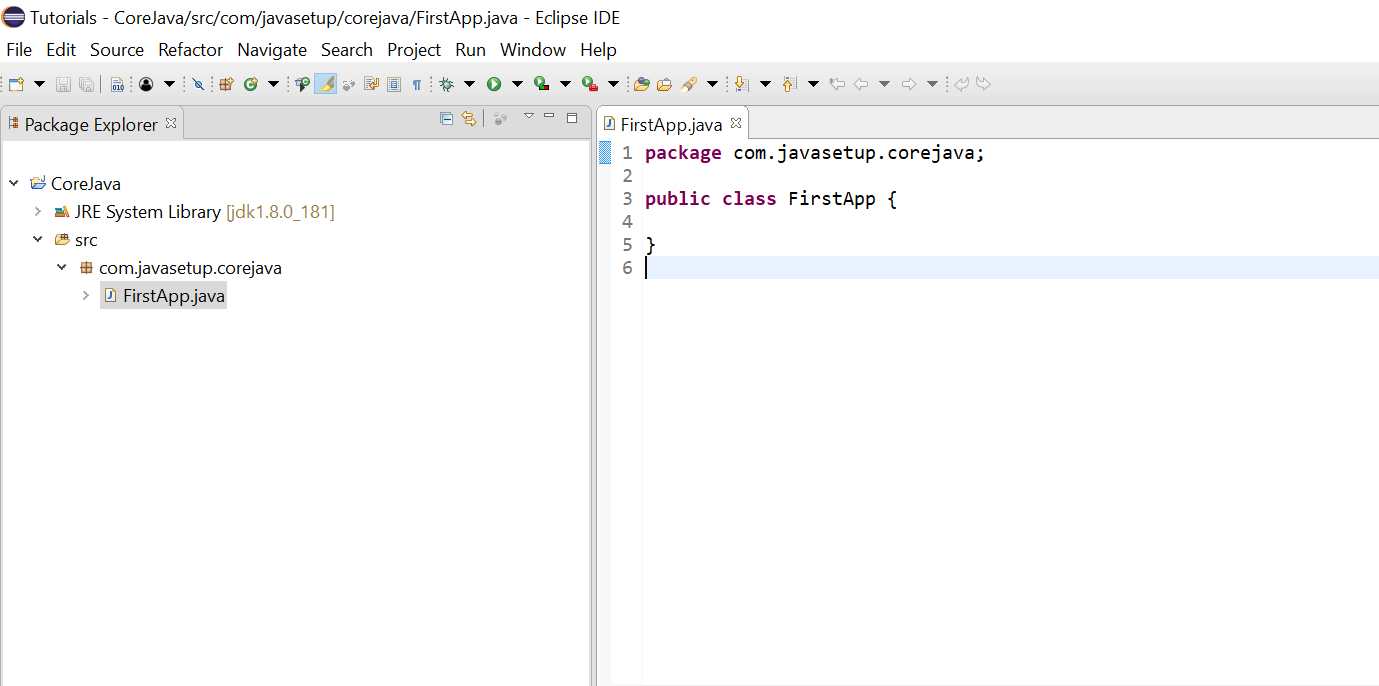 Tutorials - CoreJava/src/com/javasetup/corejava/FirstApp.java - Eclipse IDE
File Edit Source Refactor Navigate Search Project Run Window Help
Package Explorer
CoreJava
JRE System Library [jdk1.8.0_181]
src
com.javasetup.corejava
FirstApp.java
FirstApp.java
1 package com.javasetup.corejava;
2
3 public class FirstApp {
4
5 }
6